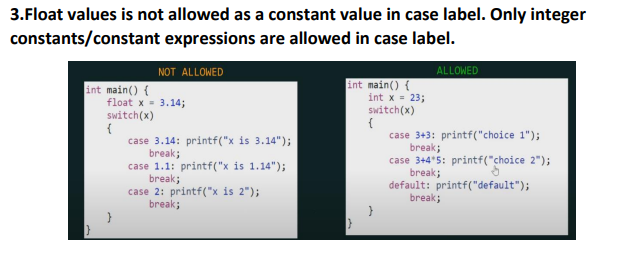 3.Float values is not allowed as a constant value in case label. Only integer
constants/constant expressions are allowed in case label.
NOT ALLOWED
int main() {
float x = 3.14;
switch(x)
{
case 3.14: printf("x is 3.14");
break;
case 1.1: printf("x is 1.14");
break;
case 2: printf("x is 2");
break;
}
}
ALLOWED
int main() {
int x = 23;
switch(x)
{
case 3+3: printf("choice 1");
break;
case 3+4*5: printf("choice 2");
break;
default: printf("default");
break;
}
}